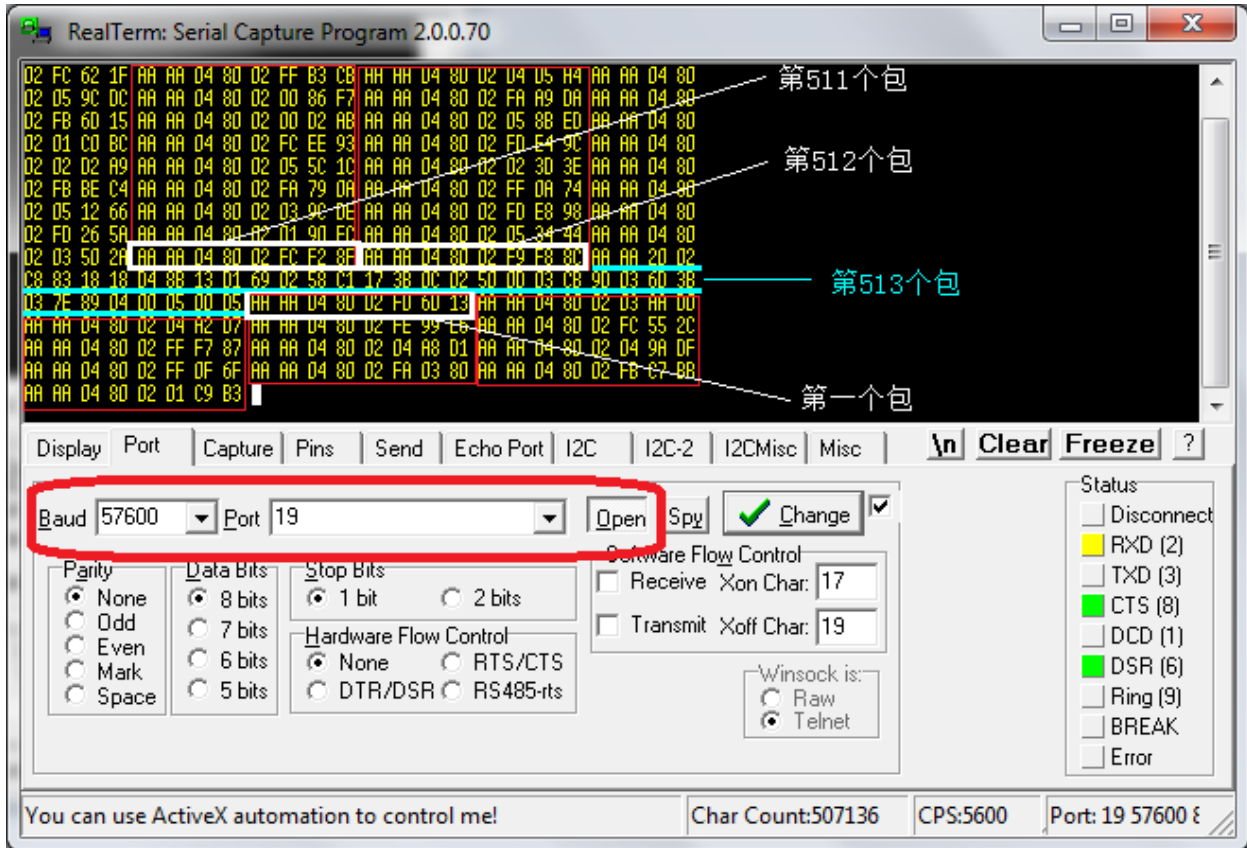 RealTerm: Serial Capture Program 2.0.0.70
02 FC 62 1F AA AA 04 80 02 FF B3 CB AA AA 04 80 02 04 D5 A4 AA AA 04 80
02 05 9C DC AA AA 04 80 02 00 86 F7 AA AA 04 80 02 FA A9 DA AA AA 04 80
02 FB 6D 15 AA AA 04 80 02 00 D2 AB AA AA 04 80 02 05 8B ED AA AA 04 80
02 01 C0 BC AA AA 04 80 02 FC EE 93 AA AA 04 80 02 FD E4 9C AA AA 04 80
02 02 D2 A9 AA AA 04 80 02 05 5C 1C AA AA 04 80 02 02 3D 3E AA AA 04 80
02 FB BE C4 AA AA 04 80 02 FA 79 0A AA AA 04 80 02 FF 0A 74 AA AA 04 80
02 05 12 66 AA AA 04 80 02 03 9C DE AA AA 04 80 02 FD E8 98 AA AA 04 80
02 FD 26 5A AA AA 04 80 02 01 90 EC AA AA 04 80 02 05 34 44 AA AA 04 80
02 03 50 2A AA AA 04 80 02 FC F2 8F AA AA 04 80 02 F9 F8 8C AA AA 20 02
C8 83 18 18 04 8B 13 01 69 02 58 C1 17 3B DC 02 50 00 03 CB 9D 03 6D 3B
03 7E 89 04 00 05 00 D5 AA AA 04 80 02 FD 6D 13 AA AA 04 80 02 03 AA D0
AA AA 04 80 02 04 A2 D7 AA AA 04 80 02 FE 99 E6 AA AA 04 80 02 FC 55 2C
AA AA 04 80 02 FF F7 87 AA AA 04 80 02 04 A8 D1 AA AA 04 80 02 04 9A DF
AA AA 04 80 02 FF 0F 6F AA AA 04 80 02 FA 03 80 AA AA 04 80 02 FB C7 BB
AA AA 04 80 02 01 C9 B3
第511个包
第512个包
第513个包
第一个包
Display Port Capture Pins Send Echo Port I2C I2C-2 I2CMisc Misc \n Clear Freeze ?
Baud 57600 Port 19 Open Spy Change
Parity
None
Odd
Even
Mark
Space
Data Bits
8 bits
7 bits
6 bits
5 bits
Stop Bits
1 bit 2 bits
Hardware Flow Control
None RTS/CTS
DTR/DSR RS485-rts
Software Flow Control
Receive Xon Char: 17
Transmit Xoff Char: 19
Winsock is:
Raw
Telnet
Status
Disconnect
RXD (2)
TXD (3)
CTS (8)
DCD (1)
DSR (6)
Ring (9)
BREAK
Error
You can use ActiveX automation to control me! Char Count:507136 CPS:5600 Port: 19 57600 8